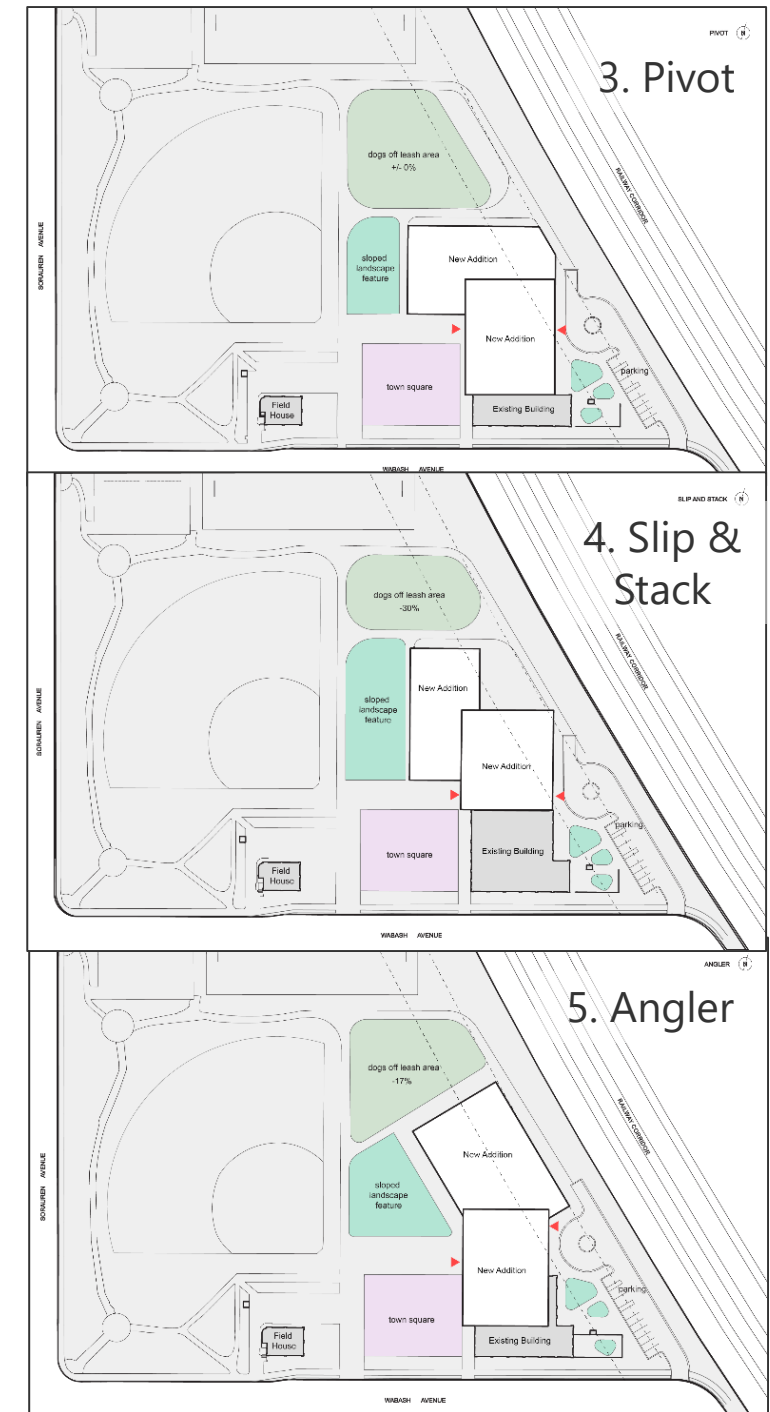 PIVOT
N
3. Pivot
dogs off leash area
+/- 0%
RAILWAY CORRIDOR
SORAUREN AVENUE
sloped
landscape
feature
New Addition
New Addition
parking
town square
Field
House
Existing Building
WABASH AVENUE
SLIP AND STACK
N
4. Slip &
Stack
dogs off leash area
-30%
RAILWAY CORRIDOR
SORAUREN AVENUE
sloped
landscape
feature
New Addition
New Addition
parking
town square
Existing Building
Field
House
WABASH AVENUE
ANGLER
N
5. Angler
dogs off leash area
-17%
RAILWAY CORRIDOR
SORAUREN AVENUE
New Addition
sloped
landscape
feature
New Addition
parking
town square
Field
House
Existing Building
WABASH AVENUE